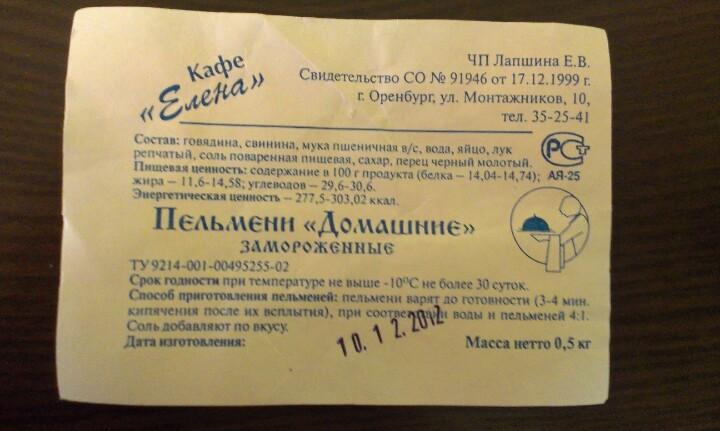 Кафе
«Елена»
ЧП Лапшина Е.В.
Свидетельство СО № 91946 от 17.12.1999 г.
г. Оренбург, ул. Монтажников, 10,
тел. 35-25-41
Состав: говядина, свинина, мука пшеничная в/с, вода, яйцо, лук
репчатый, соль поваренная пищевая, сахар, перец черный молотый.
Пищевая ценность: содержание в 100 г продукта (белка – 14,04-14,74);
жира – 11,6-14,58; углеводов – 29,6-30,6.
Энергетическая ценность – 277,5-303,02 ккал.
РСТ
АЯ-25
Пельмени «Домашние»
замороженные
ТУ 9214-001-00495255-02
Срок годности при температуре не выше -10°С не более 30 суток.
Способ приготовления пельменей: пельмени варят до готовности (3-4 мин.
кипячения после их всплытия), при соответствии воды и пельменей 4:1.
Соль добавляют по вкусу.
Дата изготовления:
10.12.2012
Масса нетто 0,5 кг